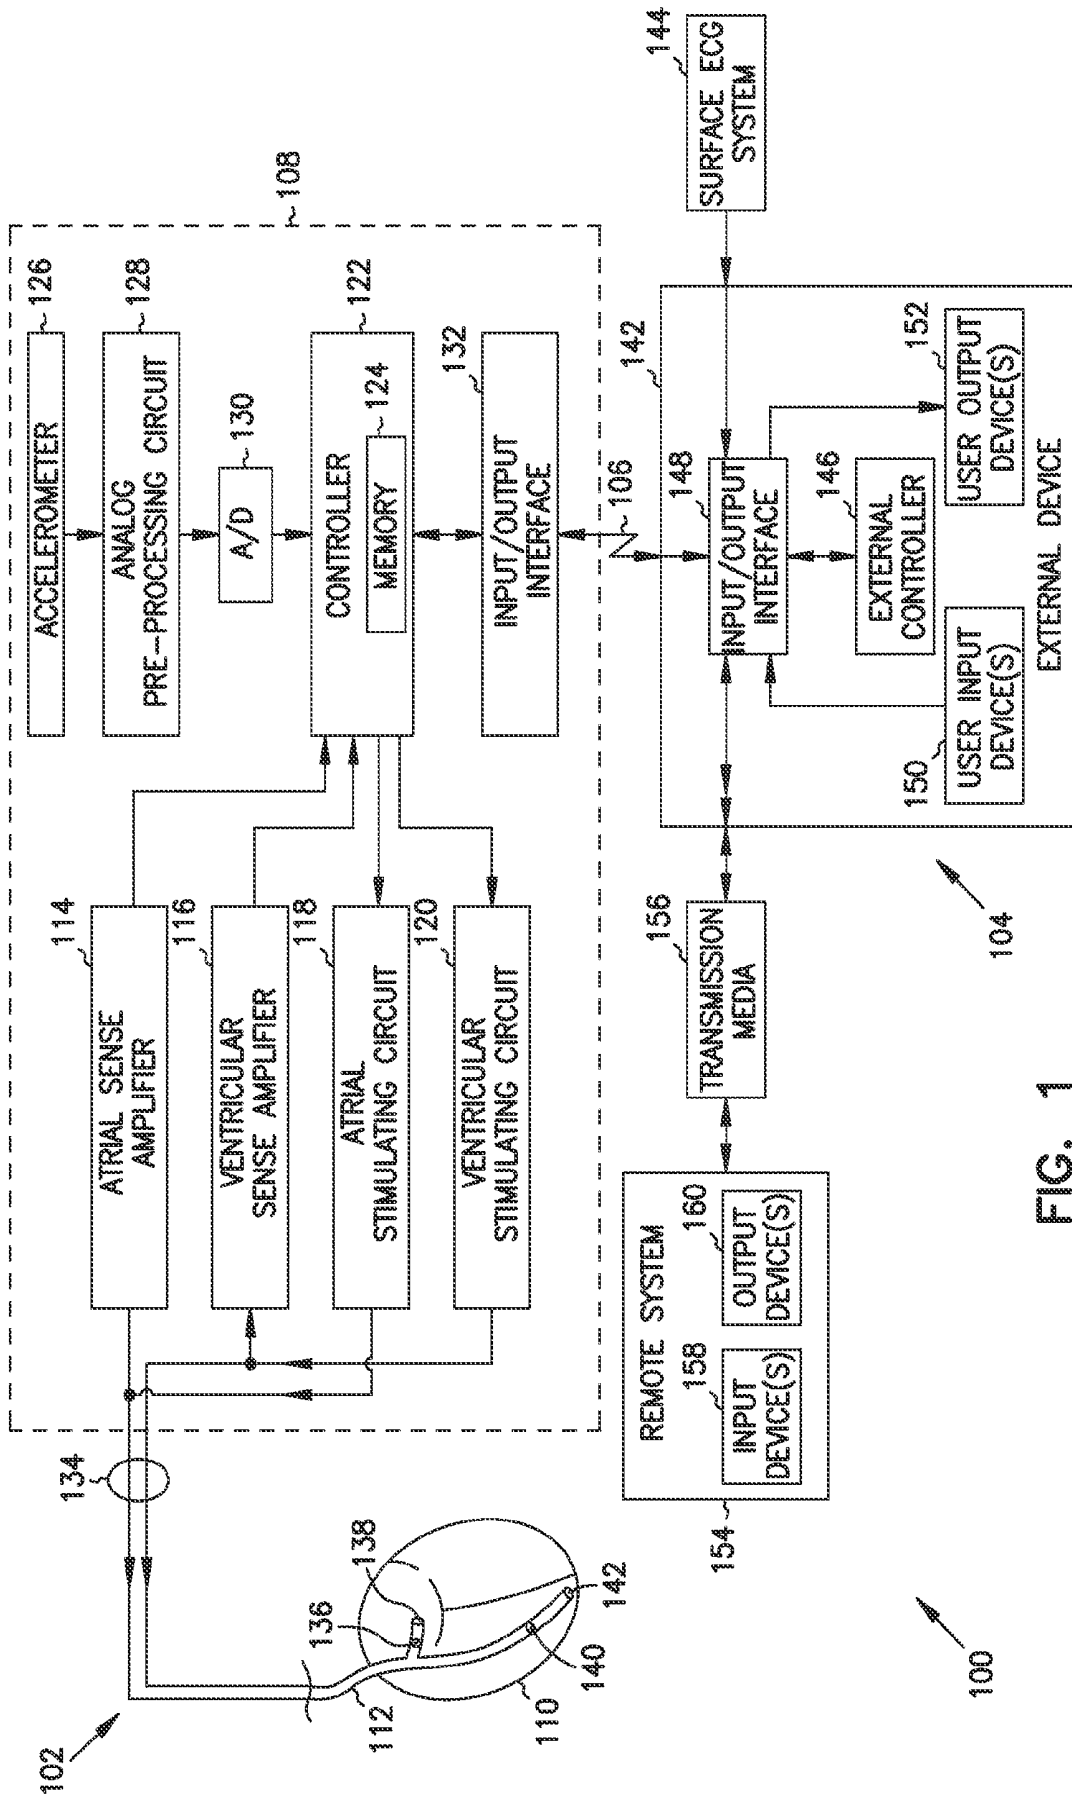 102
112
110
136
138
140
142
134
108
114
ATRIAL SENSE
AMPLIFIER
116
VENTRICULAR
SENSE AMPLIFIER
118
ATRIAL
STIMULATING CIRCUIT
120
VENTRICULAR
STIMULATING CIRCUIT
126
ACCELEROMETER
128
ANALOG
PRE-PROCESSING CIRCUIT
130
A/D
122
CONTROLLER
124
MEMORY
132
INPUT/OUTPUT
INTERFACE
106
154
REMOTE SYSTEM
158
INPUT
DEVICE(S)
160
OUTPUT
DEVICE(S)
156
TRANSMISSION
MEDIA
142
148
INPUT/OUTPUT
INTERFACE
146
EXTERNAL
CONTROLLER
150
USER INPUT
DEVICE(S)
152
USER OUTPUT
DEVICE(S)
EXTERNAL DEVICE
144
SURFACE ECG
SYSTEM
104
100
FIG. 1